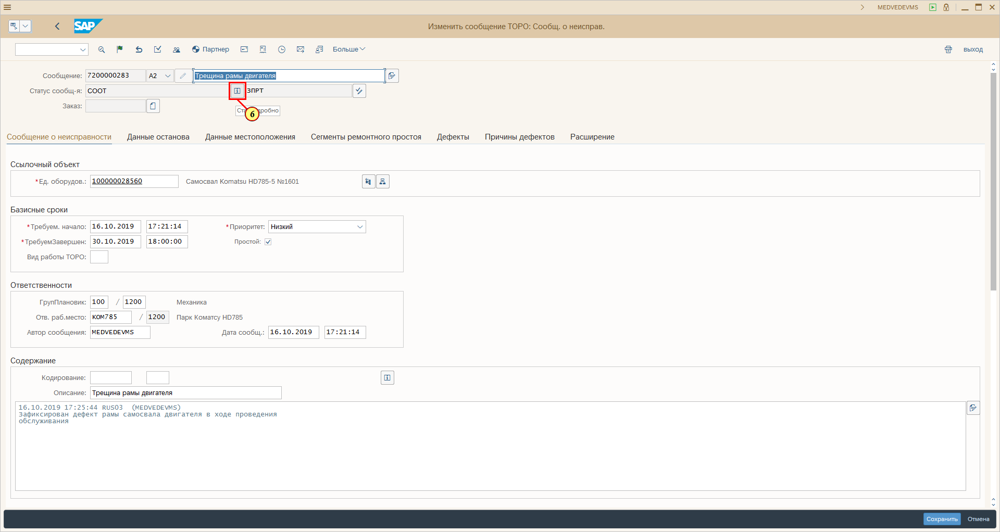 MEDVEDEVMS
SAP
Изменить сообщение ТОРО: Сообщ. о неисправ.
Партнер
Больше
выход
Сообщение: 7200000283 A2 Трещина рамы двигателя
Статус сообщ-я: СООТ ЗПРТ
Заказ:
6
Сообщение о неисправности Данные останова Данные местоположения Сегменты ремонтного простоя Дефекты Причины дефектов Расширение
Ссылочный объект
*Ед. оборудов.: 100000028560 Самосвал Komatsu HD785-5 №1601
Базисные сроки
*Требуем. начало: 16.10.2019 17:21:14 *Приоритет: Низкий
*ТребуемЗавершен: 30.10.2019 18:00:00 Простой:
Вид работы ТОРО:
Ответственности
ГрупПлановик: 100 / 1200 Механика
Отв. раб.место: КОМ785 / 1200 Парк Коматсу HD785
Автор сообщения: MEDVEDEVMS Дата сообщ.: 16.10.2019 17:21:14
Содержание
Кодирование:
Описание: Трещина рамы двигателя
16.10.2019 17:25:44 RUS03 (MEDVEDEVMS)
Зафиксирован дефект рамы самосвала двигателя в ходе проведения
обслуживания
Сохранить Отмена